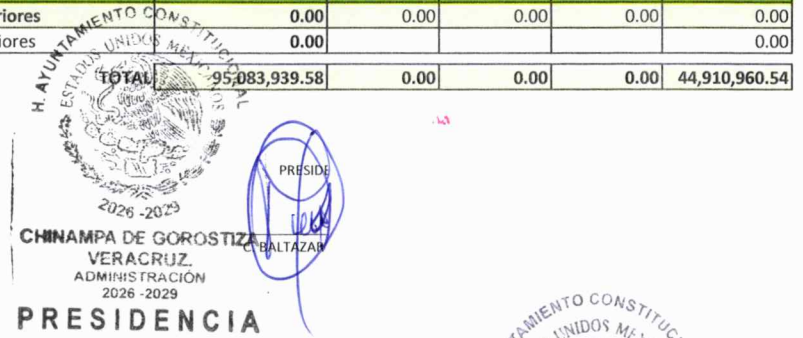 riores 0.00 0.00 0.00 0.00 0.00
iores 0.00 0.00
TOTAL 95,083,939.58 0.00 0.00 0.00 44,910,960.54
H. AYUNTAMIENTO CONSTITUCIONAL
ESTADOS UNIDOS MEXICANOS
2026 -2029
CHINAMPA DE GOROSTIZA
VERACRUZ.
ADMINISTRACIÓN
2026 -2029
PRESIDENCIA
PRESIDE
C. BALTAZAR
TAMIENTO CONSTITUC
UNIDOS ME